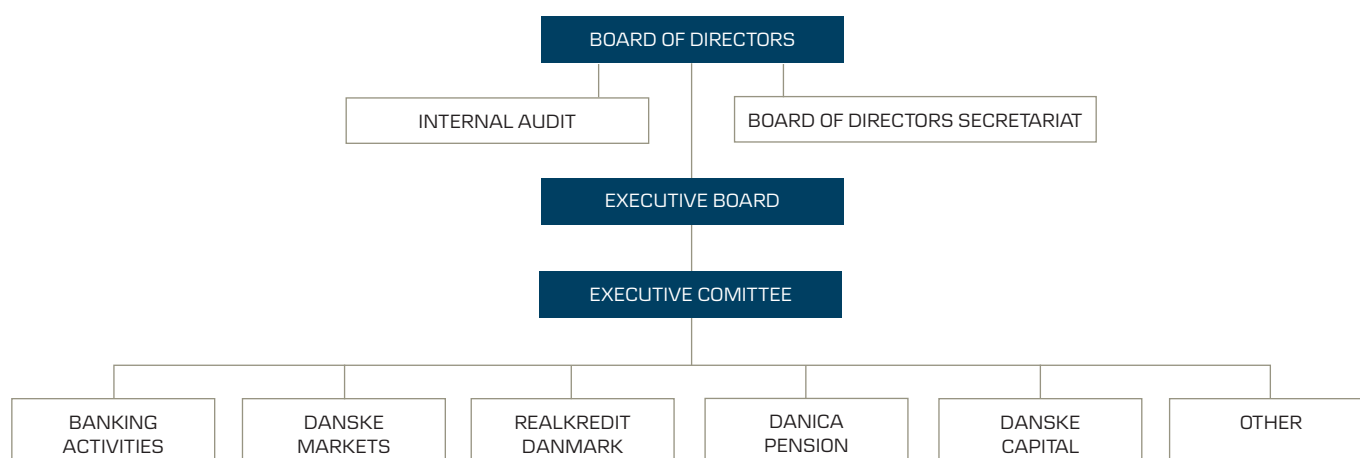 BOARD OF DIRECTORS
INTERNAL AUDIT
BOARD OF DIRECTORS SECRETARIAT
EXECUTIVE BOARD
EXECUTIVE COMITTEE
BANKING
ACTIVITIES
DANSKE
MARKETS
REALKREDIT
DANMARK
DANICA
PENSION
DANSKE
CAPITAL
OTHER